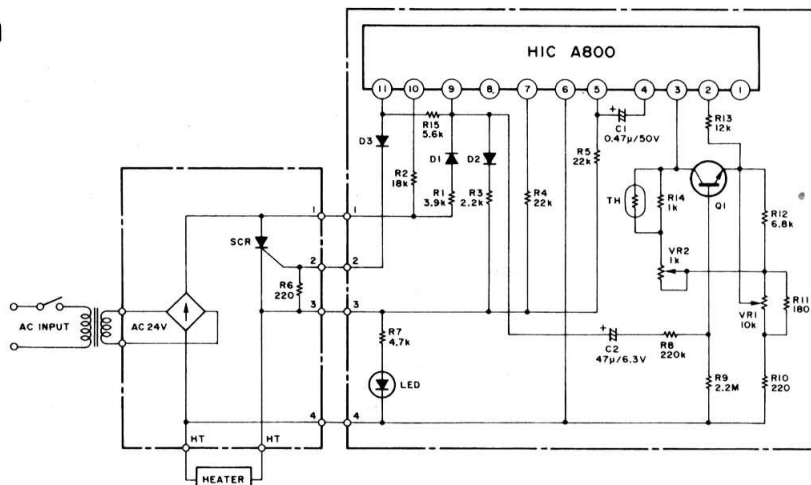 HIC A800
11 10 9 8 7 6 5 4 3 2 1
R15
5.6k
+
C1
0.47μ/50V
R13
12k
D3
D1
D2
R5
22k
R2
18k
R1
3.9k
R3
2.2k
R4
22k
TH
R14
1k
Q1
R12
6.8k
1 1
SCR
VR2
1k
2 2
R6
220
3 3
AC INPUT
AC 24V
R7
4.7k
+
C2
47μ/6.3V
R8
220k
VR1
10k
R11
180
LED
R9
2.2M
R10
220
4 4
HT HT
HEATER